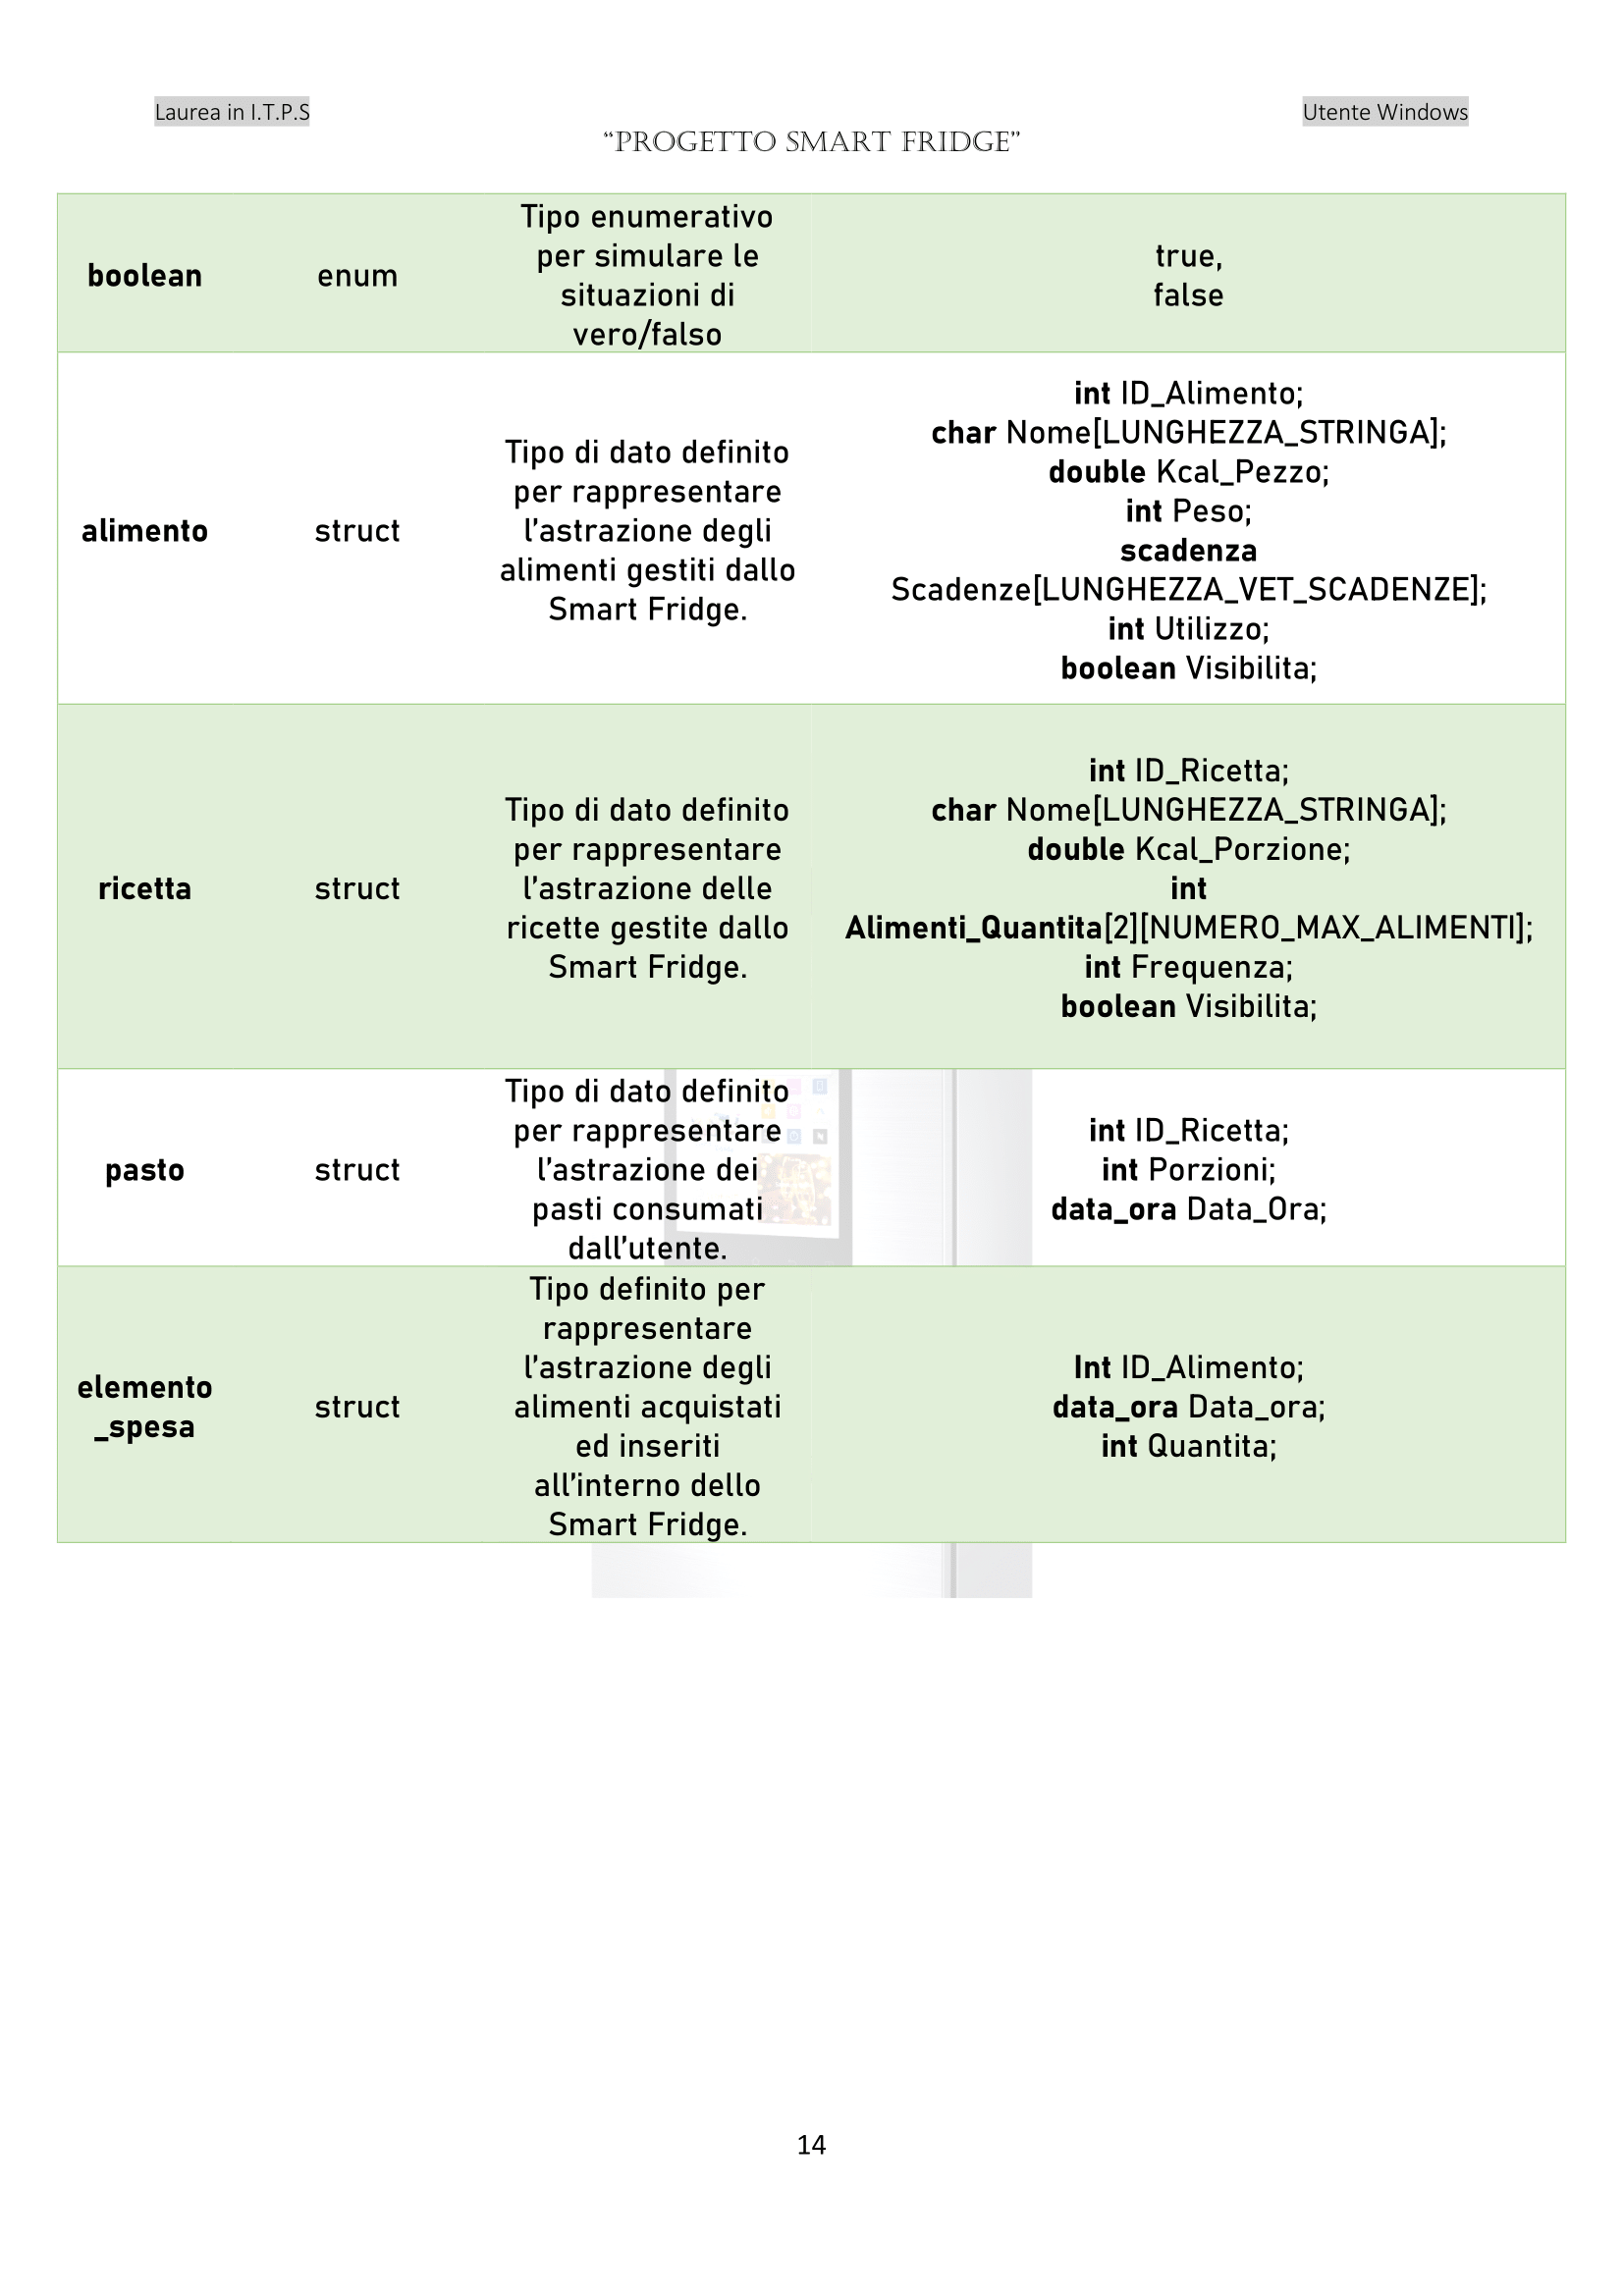 Laurea in I.T.P.S
Utente Windows
“PROGETTO SMART FRIDGE”
boolean
enum
Tipo enumerativo
per simulare le
situazioni di
vero/falso
true,
false
alimento
struct
Tipo di dato definito
per rappresentare
l’astrazione degli
alimenti gestiti dallo
Smart Fridge.
int ID_Alimento;
char Nome[LUNGHEZZA_STRINGA];
double Kcal_Pezzo;
int Peso;
scadenza
Scadenze[LUNGHEZZA_VET_SCADENZE];
int Utilizzo;
boolean Visibilita;
ricetta
struct
Tipo di dato definito
per rappresentare
l’astrazione delle
ricette gestite dallo
Smart Fridge.
int ID_Ricetta;
char Nome[LUNGHEZZA_STRINGA];
double Kcal_Porzione;
int
Alimenti_Quantita[2][NUMERO_MAX_ALIMENTI];
int Frequenza;
boolean Visibilita;
pasto
struct
Tipo di dato definito
per rappresentare
l’astrazione dei
pasti consumati
dall’utente.
int ID_Ricetta;
int Porzioni;
data_ora Data_Ora;
elemento
_spesa
struct
Tipo definito per
rappresentare
l’astrazione degli
alimenti acquistati
ed inseriti
all’interno dello
Smart Fridge.
Int ID_Alimento;
data_ora Data_ora;
int Quantita;
14